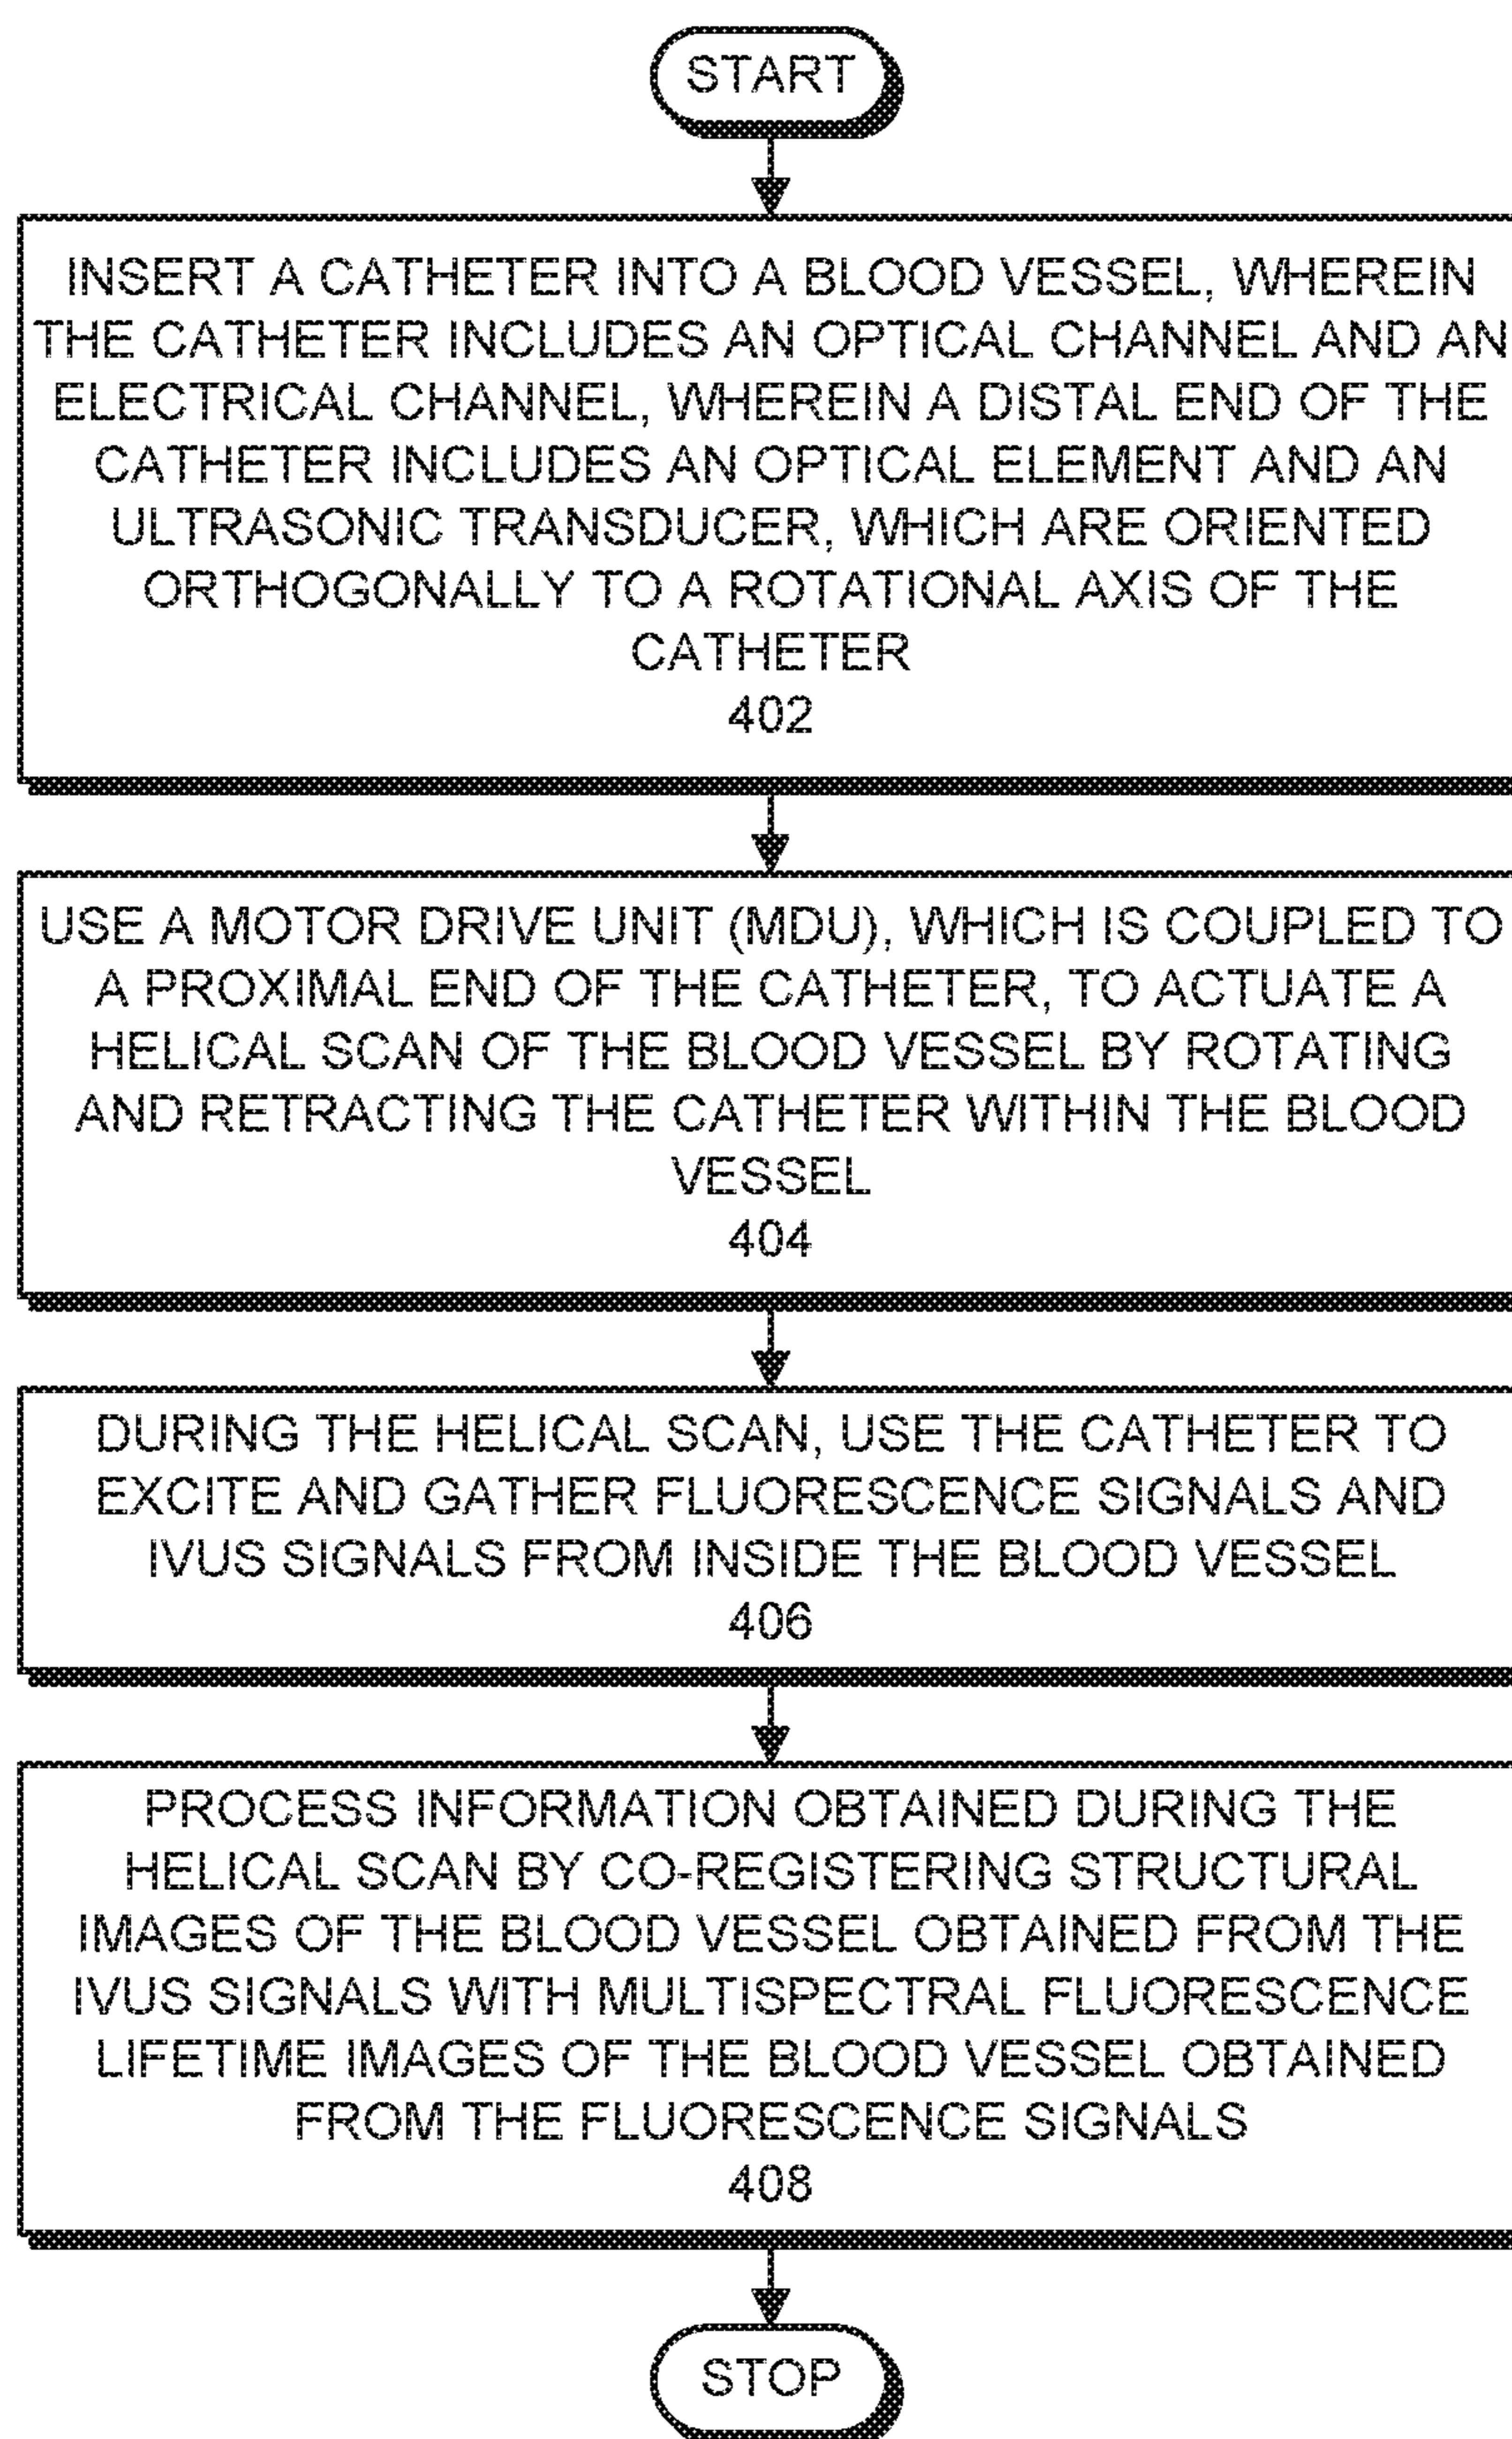 START
INSERT A CATHETER INTO A BLOOD VESSEL, WHEREIN
THE CATHETER INCLUDES AN OPTICAL CHANNEL AND AN
ELECTRICAL CHANNEL, WHEREIN A DISTAL END OF THE
CATHETER INCLUDES AN OPTICAL ELEMENT AND AN
ULTRASONIC TRANSDUCER, WHICH ARE ORIENTED
ORTHOGONALLY TO A ROTATIONAL AXIS OF THE
CATHETER
402
USE A MOTOR DRIVE UNIT (MDU), WHICH IS COUPLED TO
A PROXIMAL END OF THE CATHETER, TO ACTUATE A
HELICAL SCAN OF THE BLOOD VESSEL BY ROTATING
AND RETRACTING THE CATHETER WITHIN THE BLOOD
VESSEL
404
DURING THE HELICAL SCAN, USE THE CATHETER TO
EXCITE AND GATHER FLUORESCENCE SIGNALS AND
IVUS SIGNALS FROM INSIDE THE BLOOD VESSEL
406
PROCESS INFORMATION OBTAINED DURING THE
HELICAL SCAN BY CO-REGISTERING STRUCTURAL
IMAGES OF THE BLOOD VESSEL OBTAINED FROM THE
IVUS SIGNALS WITH MULTISPECTRAL FLUORESCENCE
LIFETIME IMAGES OF THE BLOOD VESSEL OBTAINED
FROM THE FLUORESCENCE SIGNALS
408
STOP